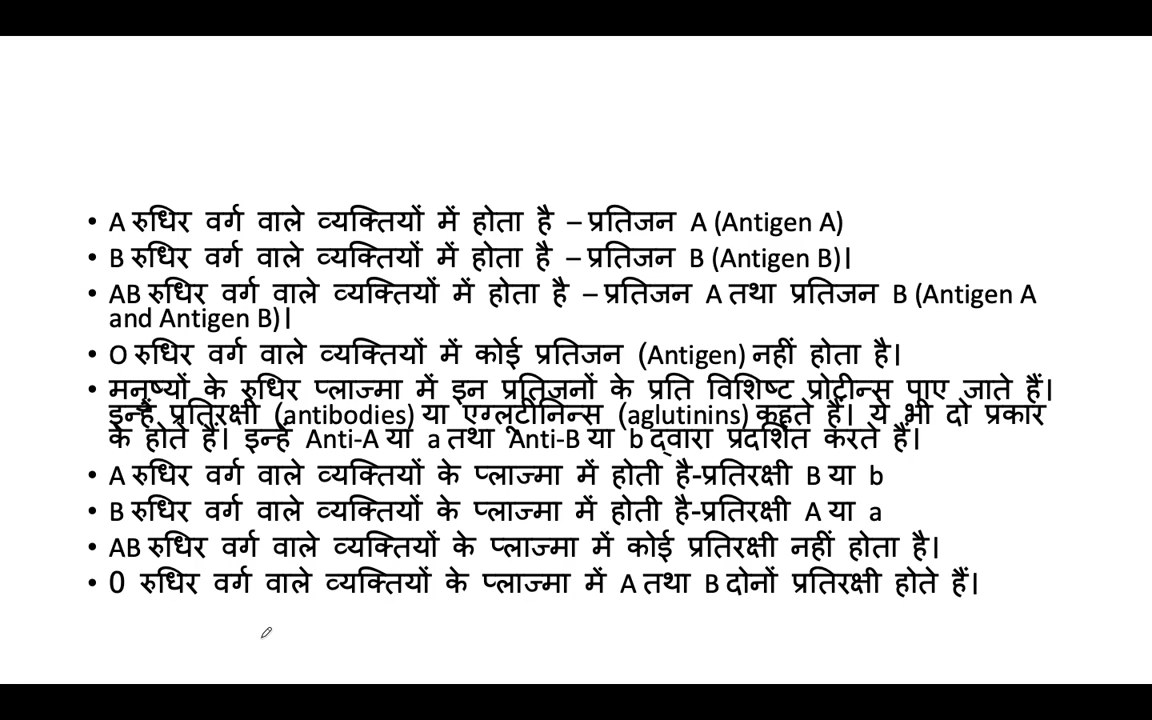 • A रुधिर वर्ग वाले व्यक्तियों में होता है – प्रतिजन A (Antigen A)
• B रुधिर वर्ग वाले व्यक्तियों में होता है – प्रतिजन B (Antigen B)।
• AB रुधिर वर्ग वाले व्यक्तियों में होता है – प्रतिजन A तथा प्रतिजन B (Antigen A
and Antigen B)।
• O रुधिर वर्ग वाले व्यक्तियों में कोई प्रतिजन (Antigen) नहीं होता है।
• मनुष्यों के रुधिर प्लाज्मा में इन प्रतिजनों के प्रति विशिष्ट प्रोटीन्स पाए जाते हैं।
इन्हें प्रतिरक्षी (antibodies) या एग्लूटीनिन्स (aglutinins) कहते हैं। ये भी दो प्रकार
के होते हैं। इन्हें Anti-A या a तथा Anti-B या b द्वारा प्रदर्शित करते हैं।
• A रुधिर वर्ग वाले व्यक्तियों के प्लाज्मा में होती है-प्रतिरक्षी B या b
• B रुधिर वर्ग वाले व्यक्तियों के प्लाज्मा में होती है-प्रतिरक्षी A या a
• AB रुधिर वर्ग वाले व्यक्तियों के प्लाज्मा में कोई प्रतिरक्षी नहीं होता है।
• 0 रुधिर वर्ग वाले व्यक्तियों के प्लाज्मा में A तथा B दोनों प्रतिरक्षी होते हैं।